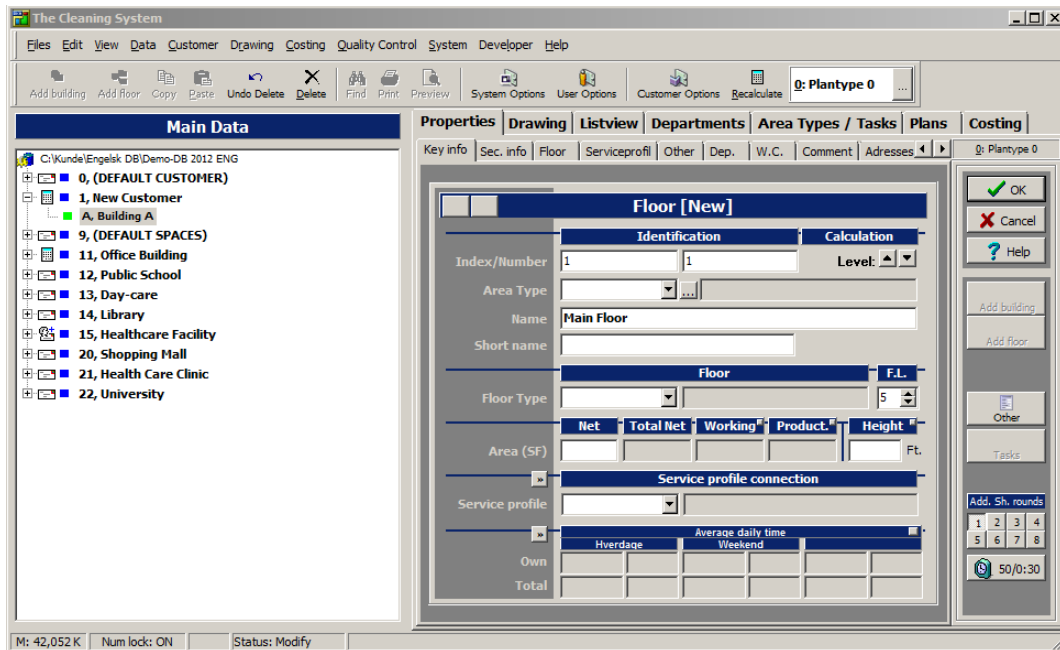 The Cleaning System
Files Edit View Data Customer Drawing Costing Quality Control System Developer Help
Add building Add floor Copy Paste Undo Delete Delete Find Print Preview System Options User Options Customer Options Recalculate 0: Plantype 0 ...
Main Data
C:\Kunde\Engelsk DB\Demo-DB 2012 ENG
0, (DEFAULT CUSTOMER)
1, New Customer
A, Building A
9, (DEFAULT SPACES)
11, Office Building
12, Public School
13, Day-care
14, Library
15, Healthcare Facility
20, Shopping Mall
21, Health Care Clinic
22, University
Properties Drawing Listview Departments Area Types / Tasks Plans Costing
Key info Sec. info Floor Serviceprofil Other Dep. W.C. Comment Adresses 0: Plantype 0
Floor [New]
Identification Calculation
Index/Number 1 1 Level:
Area Type ...
Name Main Floor
Short name
Floor F.L.
Floor Type 5
Net Total Net Working Product. Height
Area (SF) Ft.
» Service profile connection
Service profile
» Average daily time
Hverdage Weekend
Own
Total
OK
Cancel
? Help
Add building
Add floor
Other
Tasks
Add. Sh. rounds
1 2 3 4
5 6 7 8
50/0:30
M: 42,052 K Num lock: ON Status: Modify